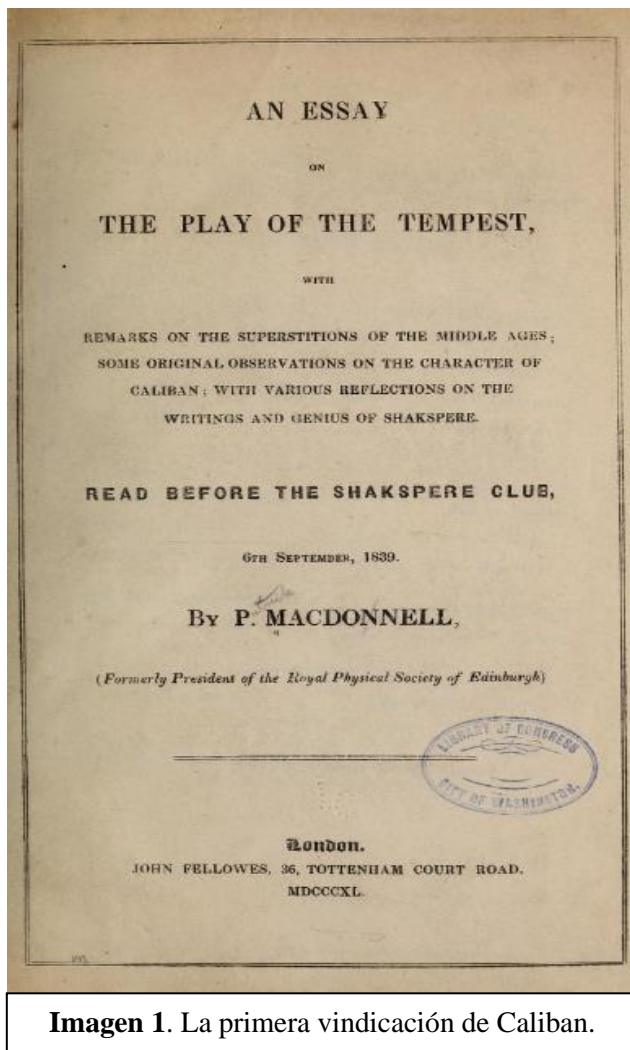 AN ESSAY
ON
THE PLAY OF THE TEMPEST,
WITH
REMARKS ON THE SUPERSTITIONS OF THE MIDDLE AGES;
SOME ORIGINAL OBSERVATIONS ON THE CHARACTER OF
CALIBAN; WITH VARIOUS REFLECTIONS ON THE
WRITINGS AND GENIUS OF SHAKSPERE.
READ BEFORE THE SHAKSPERE CLUB,
6TH SEPTEMBER, 1839.
BY P. MACDONNELL,
(Formerly President of the Royal Physical Society of Edinburgh)
LIBRARY OF CONGRESS
CITY OF WASHINGTON.
London.
JOHN FELLOWES, 36, TOTTENHAM COURT ROAD.
MDCCCXL.
Imagen 1. La primera vindicación de Caliban.